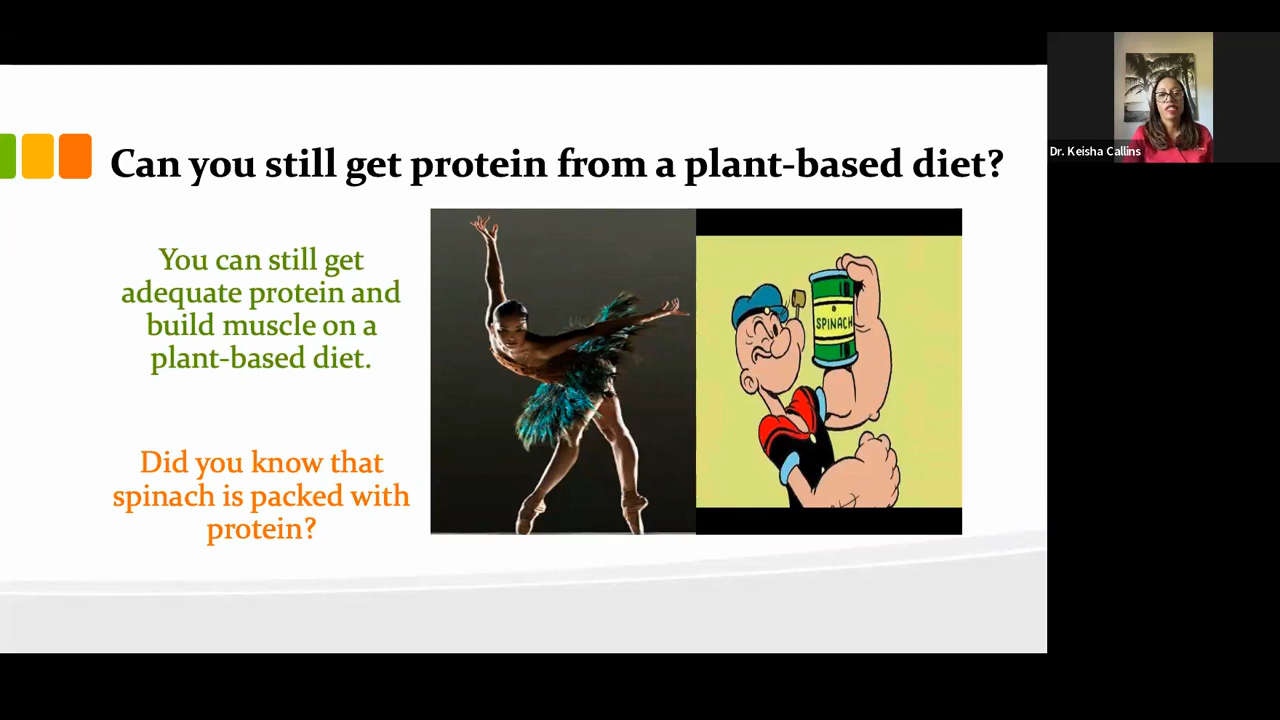 Can you still get protein from a plant-based diet?
You can still get
adequate protein and
build muscle on a
plant-based diet.
Did you know that
spinach is packed with
protein?
SPINACH
Dr. Keisha Callins